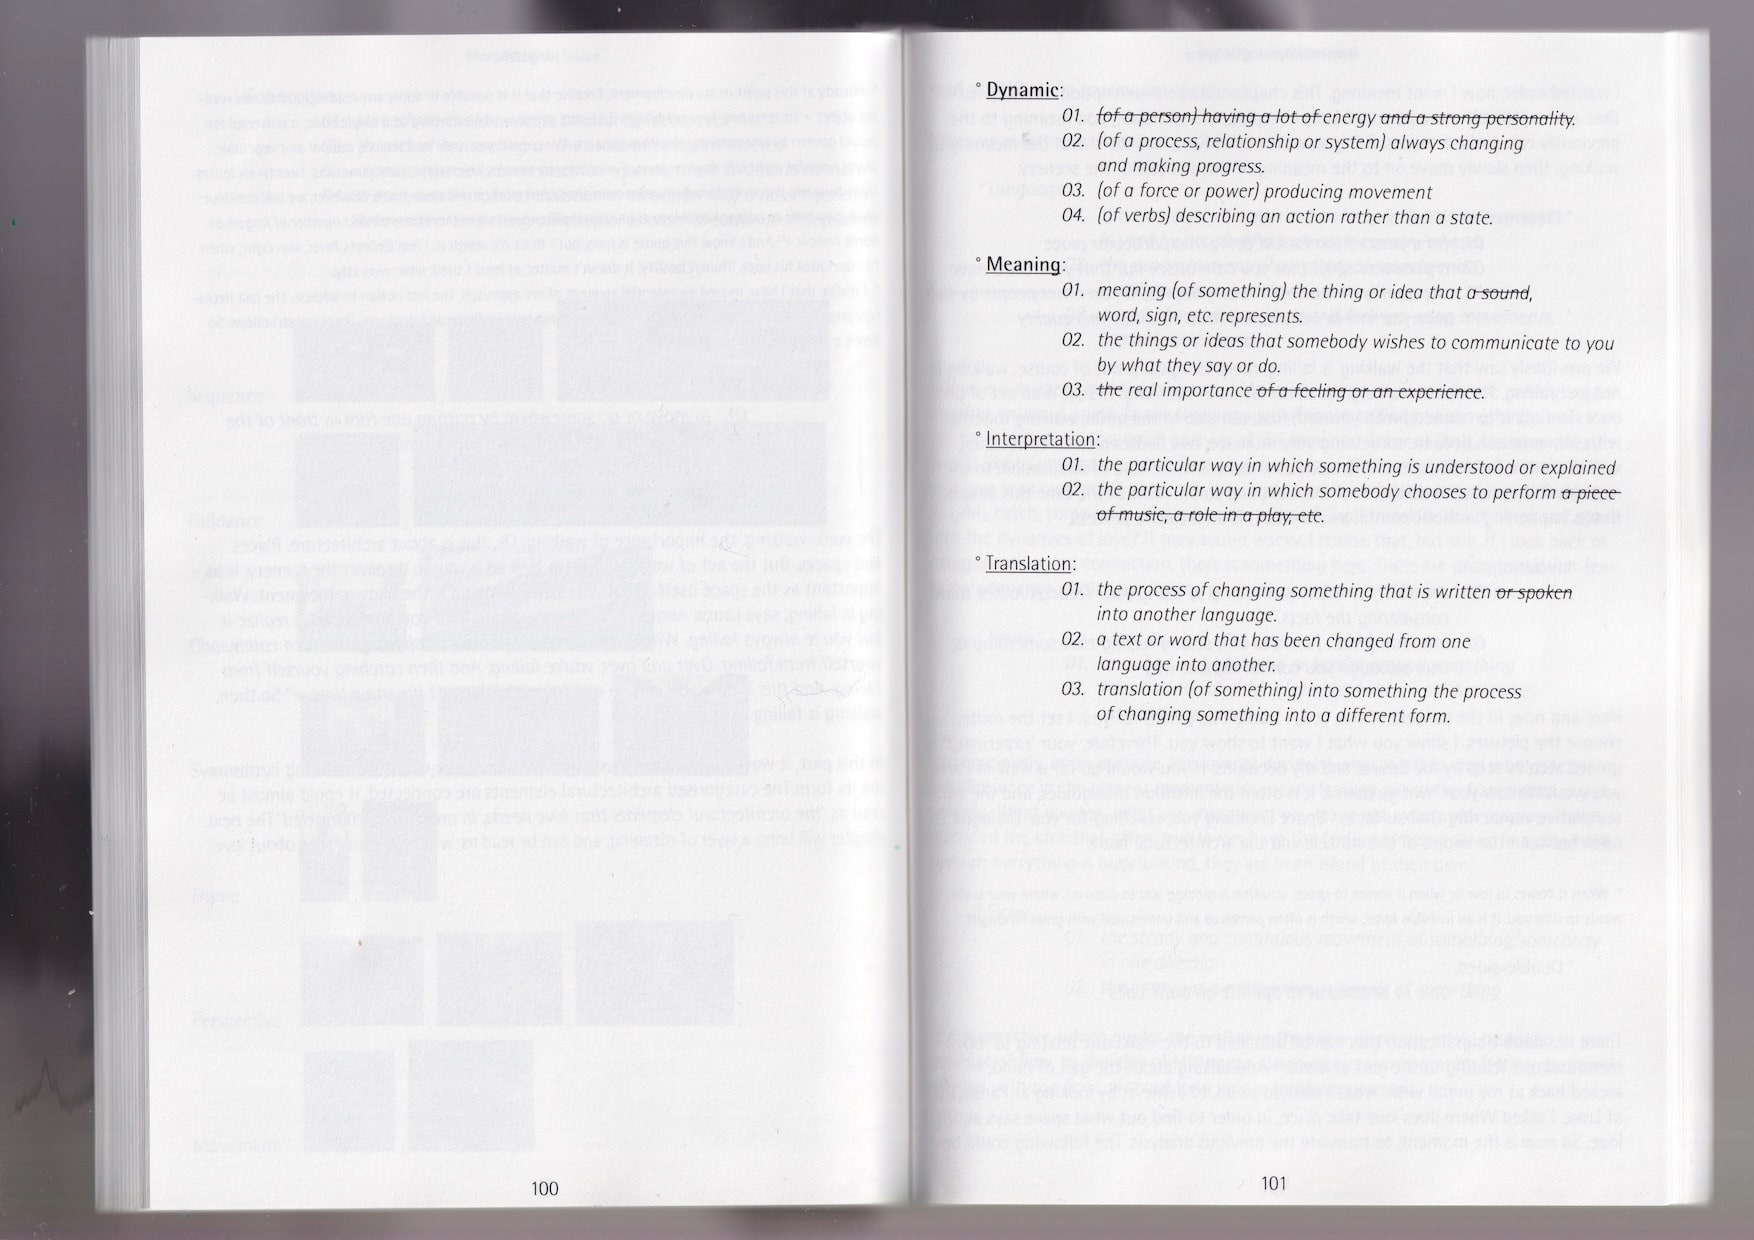 ° Dynamic:
01. (of a person) having a lot of energy and a strong personality.
02. (of a process, relationship or system) always changing
and making progress.
03. (of a force or power) producing movement
04. (of verbs) describing an action rather than a state.
° Meaning:
01. meaning (of something) the thing or idea that a sound,
word, sign, etc. represents.
02. the things or ideas that somebody wishes to communicate to you
by what they say or do.
03. the real importance of a feeling or an experience.
° Interpretation:
01. the particular way in which something is understood or explained
02. the particular way in which somebody chooses to perform a piece
of music, a role in a play, etc.
° Translation:
01. the process of changing something that is written or spoken
into another language.
02. a text or word that has been changed from one
language into another.
03. translation (of something) into something the process
of changing something into a different form.
100
101